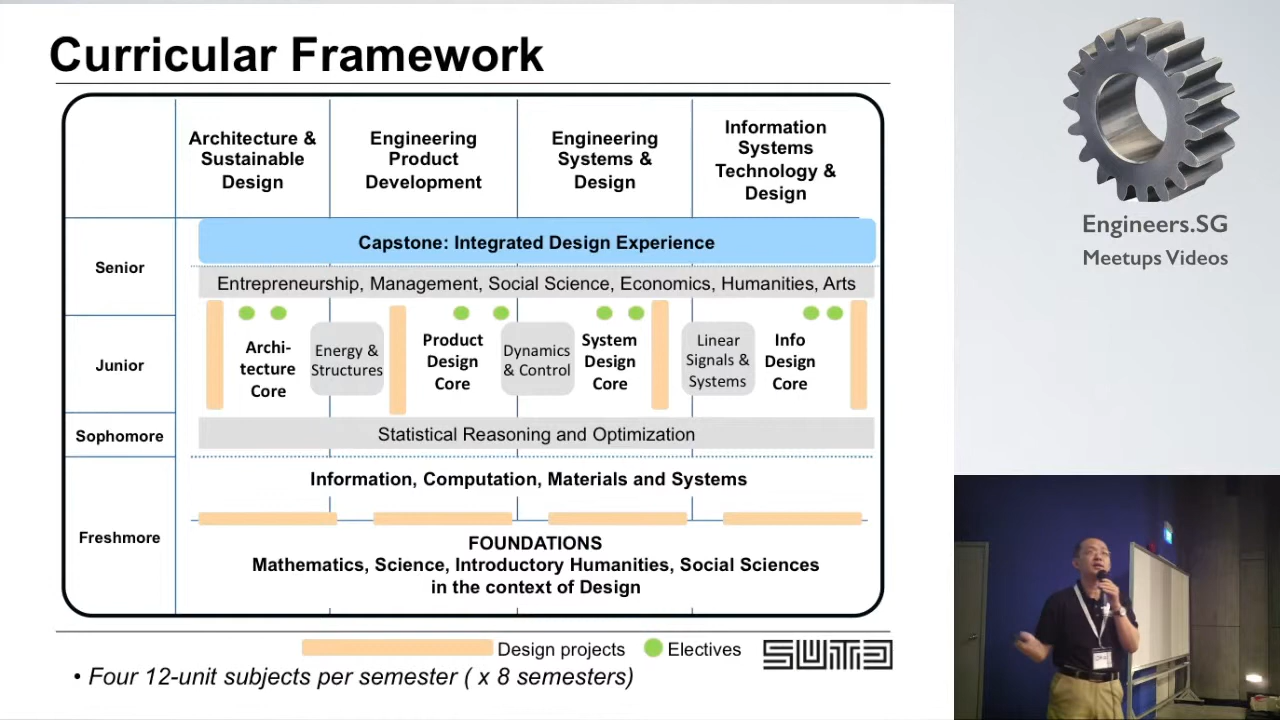 Curricular Framework
Architecture &
Sustainable
Design
Engineering
Product
Development
Engineering
Systems &
Design
Information
Systems
Technology &
Design
Senior
Capstone: Integrated Design Experience
Entrepreneurship, Management, Social Science, Economics, Humanities, Arts
Junior
Archi-
tecture
Core
Energy &
Structures
Product
Design
Core
Dynamics
& Control
System
Design
Core
Linear
Signals &
Systems
Info
Design
Core
Sophomore
Statistical Reasoning and Optimization
Freshmore
Information, Computation, Materials and Systems
FOUNDATIONS
Mathematics, Science, Introductory Humanities, Social Sciences
in the context of Design
Design projects
Electives
SUTD
• Four 12-unit subjects per semester ( x 8 semesters)
Engineers.SG
Meetups Videos